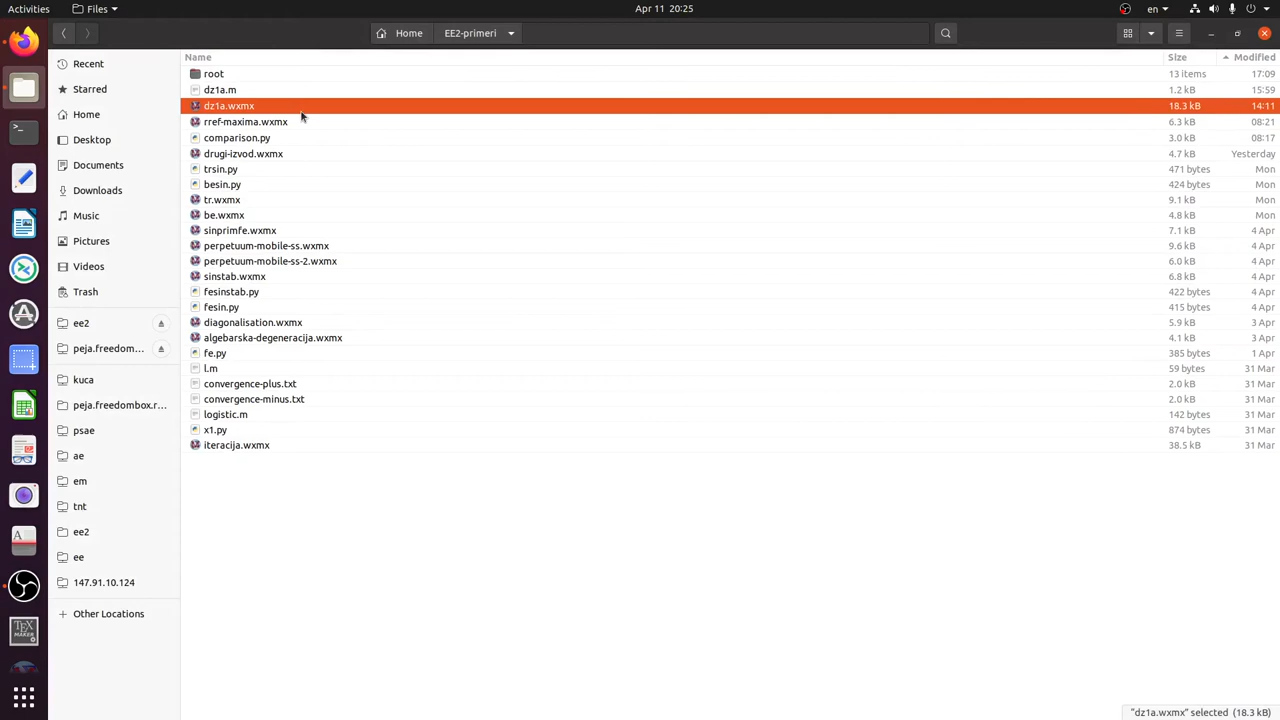 Activities Files Apr 11 20:25 en
Home EE2-primeri
Name Size Modified
Recent
Starred
Home
Desktop
Documents
Downloads
Music
Pictures
Videos
Trash
ee2
peja.freedom...
kuca
peja.freedombox.r...
psae
ae
em
tnt
ee2
ee
147.91.10.124
+ Other Locations
root 13 items 17:09
dz1a.m 1.2 kB 15:59
dz1a.wxmx 18.3 kB 14:11
rref-maxima.wxmx 6.3 kB 08:21
comparison.py 3.0 kB 08:17
drugi-izvod.wxmx 4.7 kB Yesterday
trsin.py 471 bytes Mon
besin.py 424 bytes Mon
tr.wxmx 9.1 kB Mon
be.wxmx 4.8 kB Mon
sinprimfe.wxmx 7.1 kB 4 Apr
perpetuum-mobile-ss.wxmx 9.6 kB 4 Apr
perpetuum-mobile-ss-2.wxmx 6.0 kB 4 Apr
sinstab.wxmx 6.8 kB 4 Apr
fesinstab.py 422 bytes 4 Apr
fesin.py 415 bytes 4 Apr
diagonalisation.wxmx 5.9 kB 3 Apr
algebarska-degeneracija.wxmx 4.1 kB 3 Apr
fe.py 385 bytes 1 Apr
l.m 59 bytes 31 Mar
convergence-plus.txt 2.0 kB 31 Mar
convergence-minus.txt 2.0 kB 31 Mar
logistic.m 142 bytes 31 Mar
x1.py 874 bytes 31 Mar
iteracija.wxmx 38.5 kB 31 Mar
TEX
MAKER
"dz1a.wxmx" selected (18.3 kB)